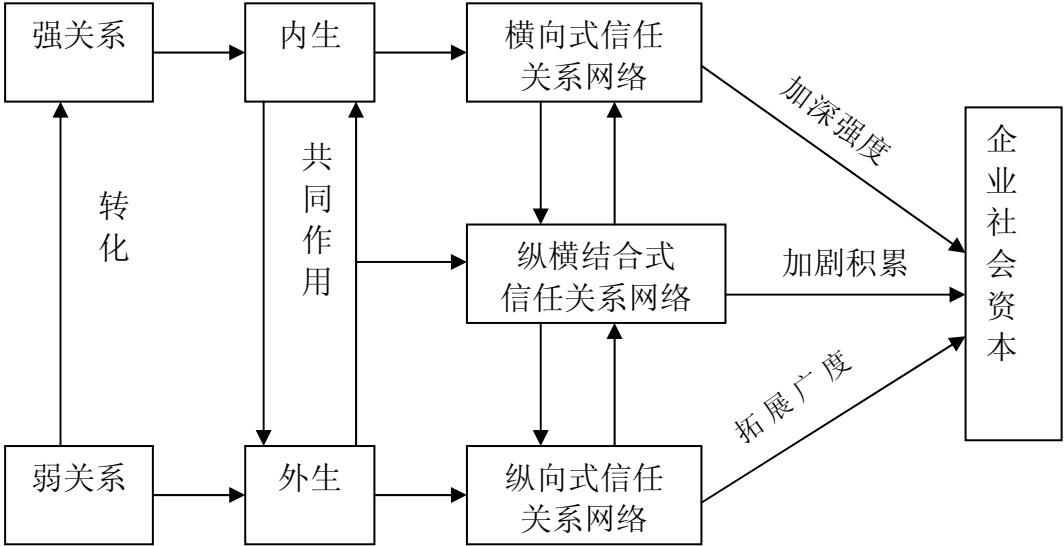 强关系
内生
横向式信任
关系网络
加深强度
企业社会资本
共同作用
转化
纵横结合式
信任关系网络
加剧积累
拓展广度
弱关系
外生
纵向式信任
关系网络